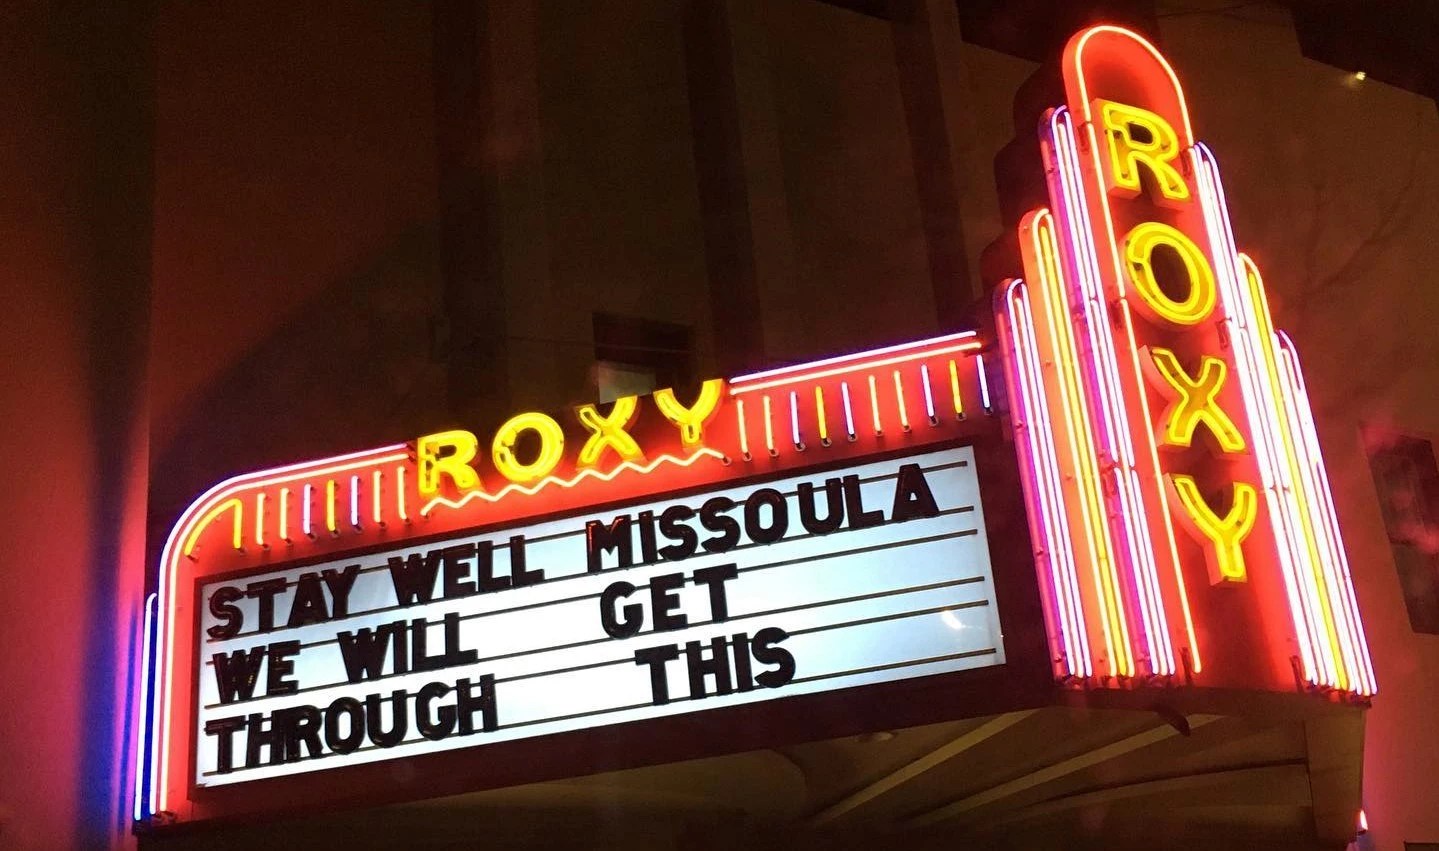 ROXY
ROXY
STAY WELL MISSOULA
WE WILL GET
THROUGH THIS